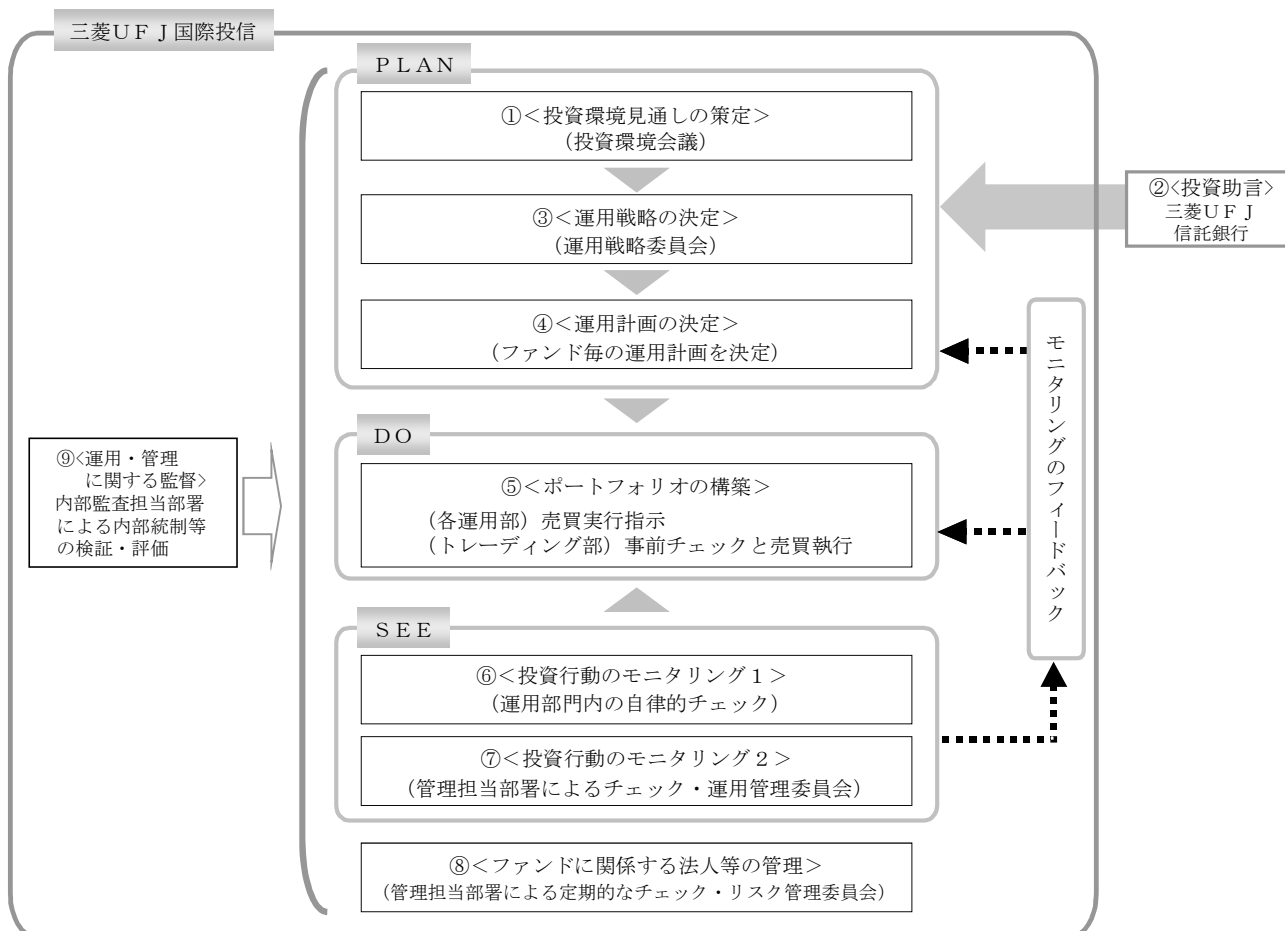 三菱ＵＦＪ国際投信
ＰＬＡＮ
①＜投資環境見通しの策定＞
（投資環境会議）
②<投資助言>
三菱ＵＦＪ
信託銀行
③＜運用戦略の決定＞
（運用戦略委員会）
④＜運用計画の決定＞
（ファンド毎の運用計画を決定）
モニタリングのフィードバック
ＤＯ
⑤＜ポートフォリオの構築＞
（各運用部）売買実行指示
（トレーディング部）事前チェックと売買執行
⑨<運用・管理
に関する監督>
内部監査担当部署
による内部統制等
の検証・評価
ＳＥＥ
⑥＜投資行動のモニタリング１＞
（運用部門内の自律的チェック）
⑦＜投資行動のモニタリング２＞
（管理担当部署によるチェック・運用管理委員会）
⑧＜ファンドに関係する法人等の管理＞
（管理担当部署による定期的なチェック・リスク管理委員会）